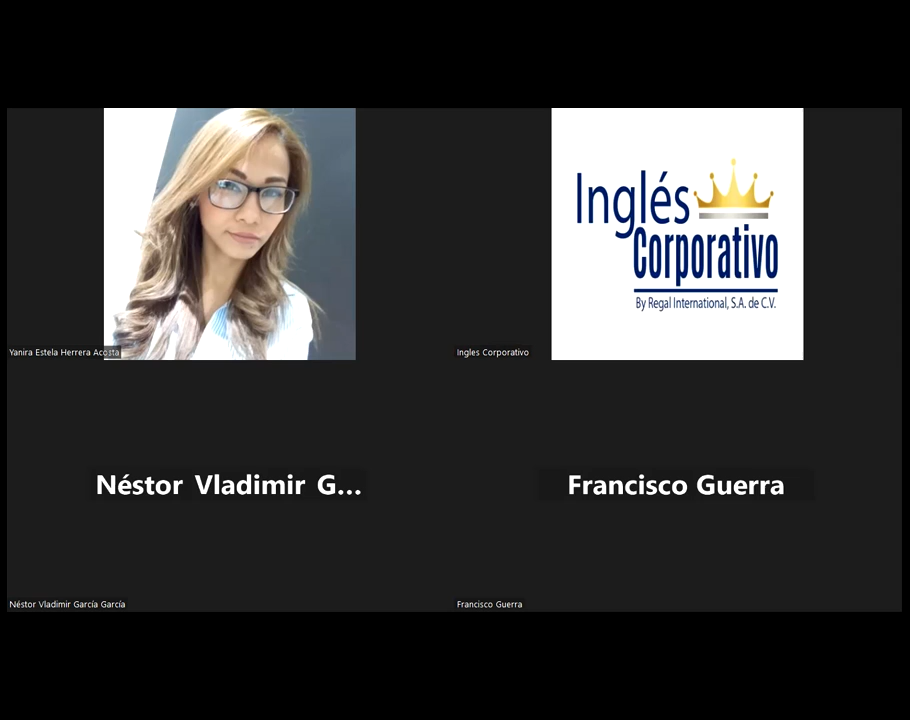 Inglés
Corporativo
By Regal International, S.A. de C.V.
Yanira Estela Herrera Acosta
Ingles Corporativo
Néstor Vladimir G...
Francisco Guerra
Néstor Vladimir García García
Francisco Guerra